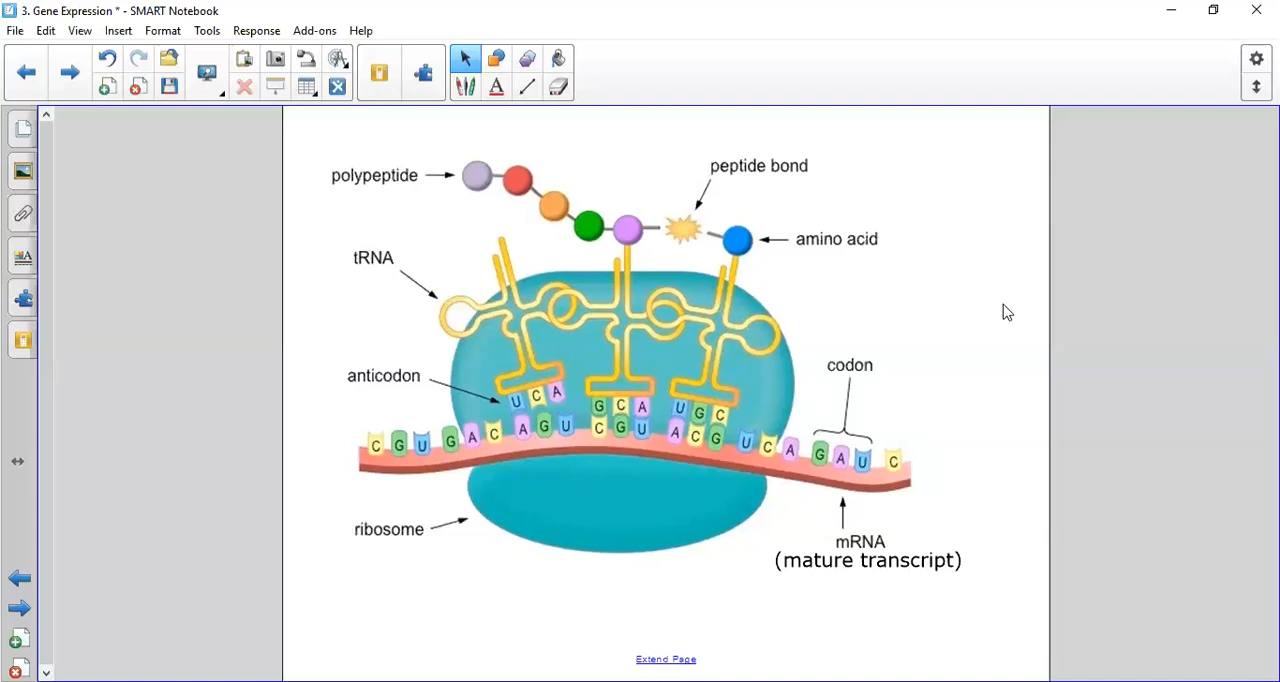 3. Gene Expression * - SMART Notebook
File Edit View Insert Format Tools Response Add-ons Help
peptide bond
polypeptide
amino acid
tRNA
codon
anticodon
U C A G C A U G C
C G U G A C A G U C G U A C G U C A G A U C
ribosome
mRNA
(mature transcript)
Extend Page